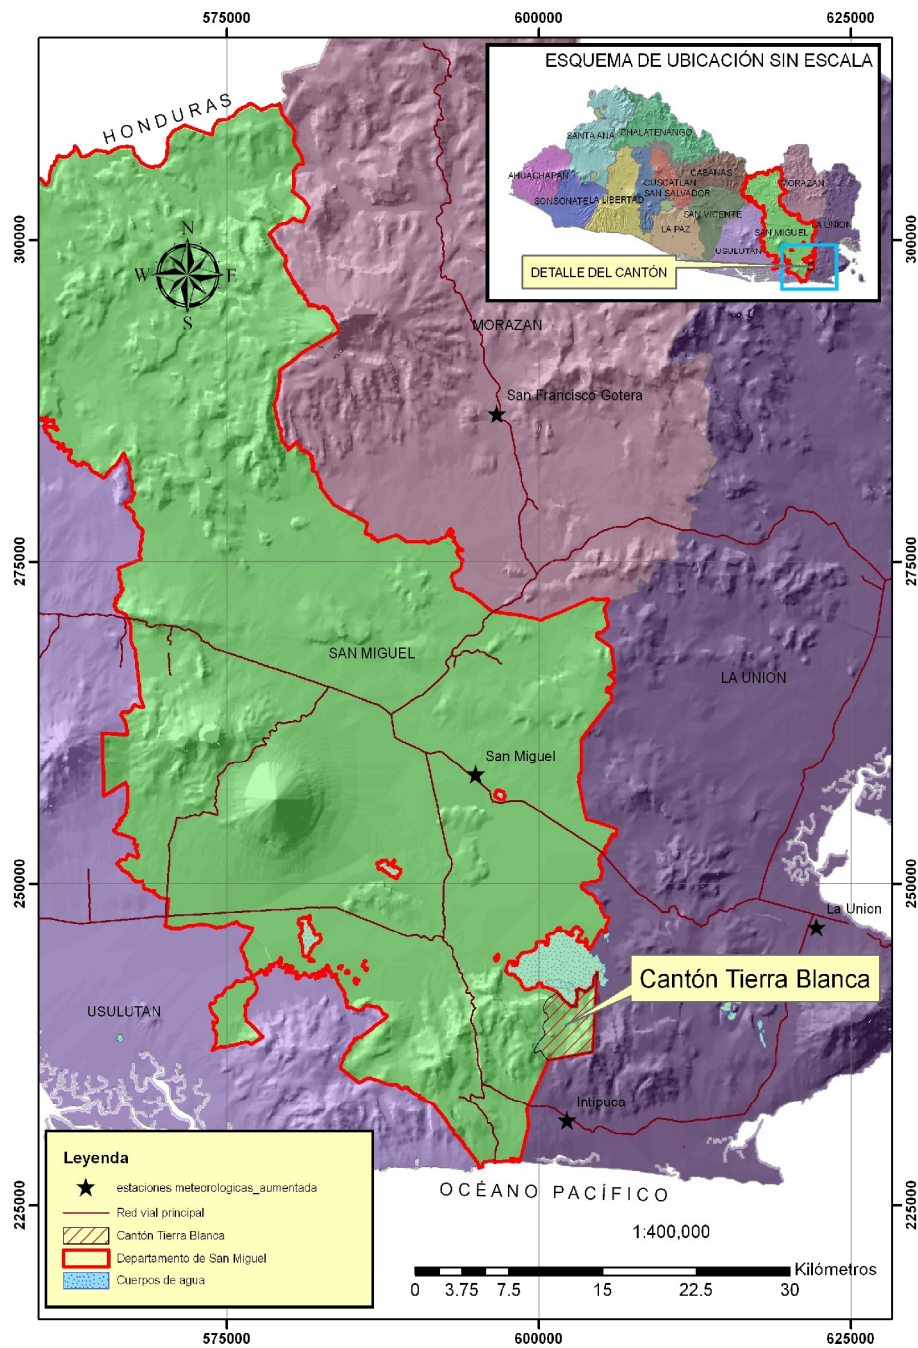 575000 600000 625000
ESQUEMA DE UBICACIÓN SIN ESCALA
HONDURAS
SANTA ANA
CHALATENANGO
AHUACHAPAN
CABAÑAS
CUSCATLAN
MORAZAN
SONSONATE
LA LIBERTAD
SAN SALVADOR
SAN VICENTE
LA PAZ
SAN MIGUEL
LA UNION
USULUTAN
DETALLE DEL CANTÓN
300000 300000
N
W E
S
MORAZAN
San Francisco Gotera
275000 275000
SAN MIGUEL
LA UNION
San Miguel
250000 250000
La Union
Cantón Tierra Blanca
USULUTAN
Intipuca
Leyenda
estaciones meteorologicas_aumentada
Red vial principal
Cantón Tierra Blanca
Departamento de San Miguel
Cuerpos de agua
OCÉANO PACÍFICO
225000 225000
1:400,000
Kilómetros
0 3.75 7.5 15 22.5 30
575000 600000 625000